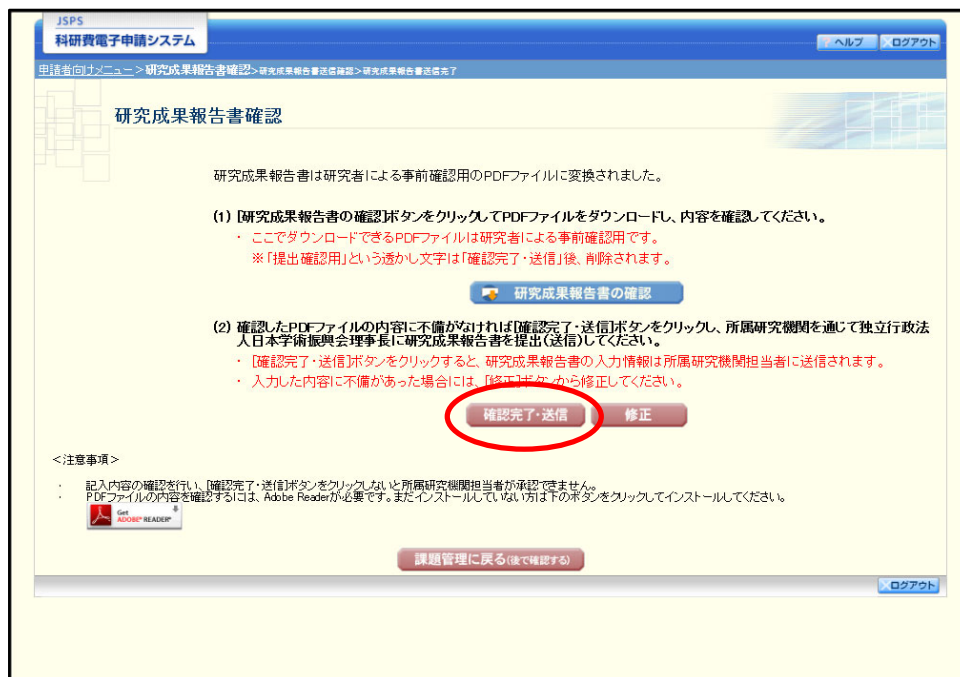 JSPS
科研費電子申請システム
ヘルプ
ログアウト
申請者向けメニュー>研究成果報告書確認>研究成果報告書送信確認>研究成果報告書送信完了
研究成果報告書確認
研究成果報告書は研究者による事前確認用のPDFファイルに変換されました。
(1) [研究成果報告書の確認]ボタンをクリックしてPDFファイルをダウンロードし、内容を確認してください。
・ ここでダウンロードできるPDFファイルは研究者による事前確認用です。
※「提出確認用」という透かし文字は「確認完了・送信」後、削除されます。
研究成果報告書の確認
(2) 確認したPDFファイルの内容に不備がなければ[確認完了・送信]ボタンをクリックし、所属研究機関を通じて独立行政法
人日本学術振興会理事長に研究成果報告書を提出(送信)してください。
・ [確認完了・送信]ボタンをクリックすると、研究成果報告書の入力情報は所属研究機関担当者に送信されます。
・ 入力した内容に不備があった場合には、[修正]ボタンから修正してください。
確認完了・送信
修正
<注意事項>
・ 記入内容の確認を行い、[確認完了・送信]ボタンをクリックしないと所属研究機関担当者が承認できません。
・ PDFファイルの内容を確認するには、Adobe Readerが必要です。まだインストールしていない方は下のボタンをクリックしてインストールしてください。
Get
ADOBE® READER®
課題管理に戻る(後で確認する)
ログアウト